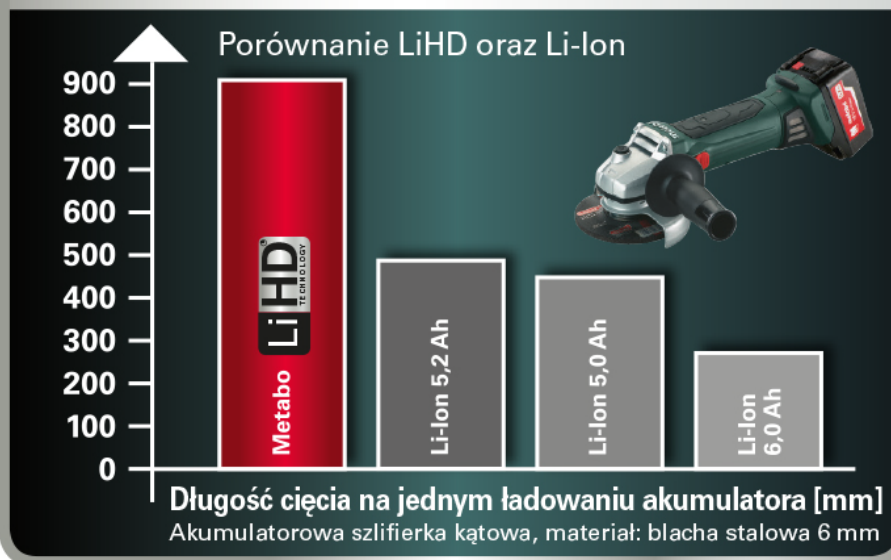 Porównanie LiHD oraz Li-Ion
900
800
700
600
500
400
300
200
100
0
Metabo LiHD
TECHNOLOGY
Li-Ion 5,2 Ah
Li-Ion 5,0 Ah
Li-Ion
6,0 Ah
Długość cięcia na jednym ładowaniu akumulatora [mm]
Akumulatorowa szlifierka kątowa, materiał: blacha stalowa 6 mm